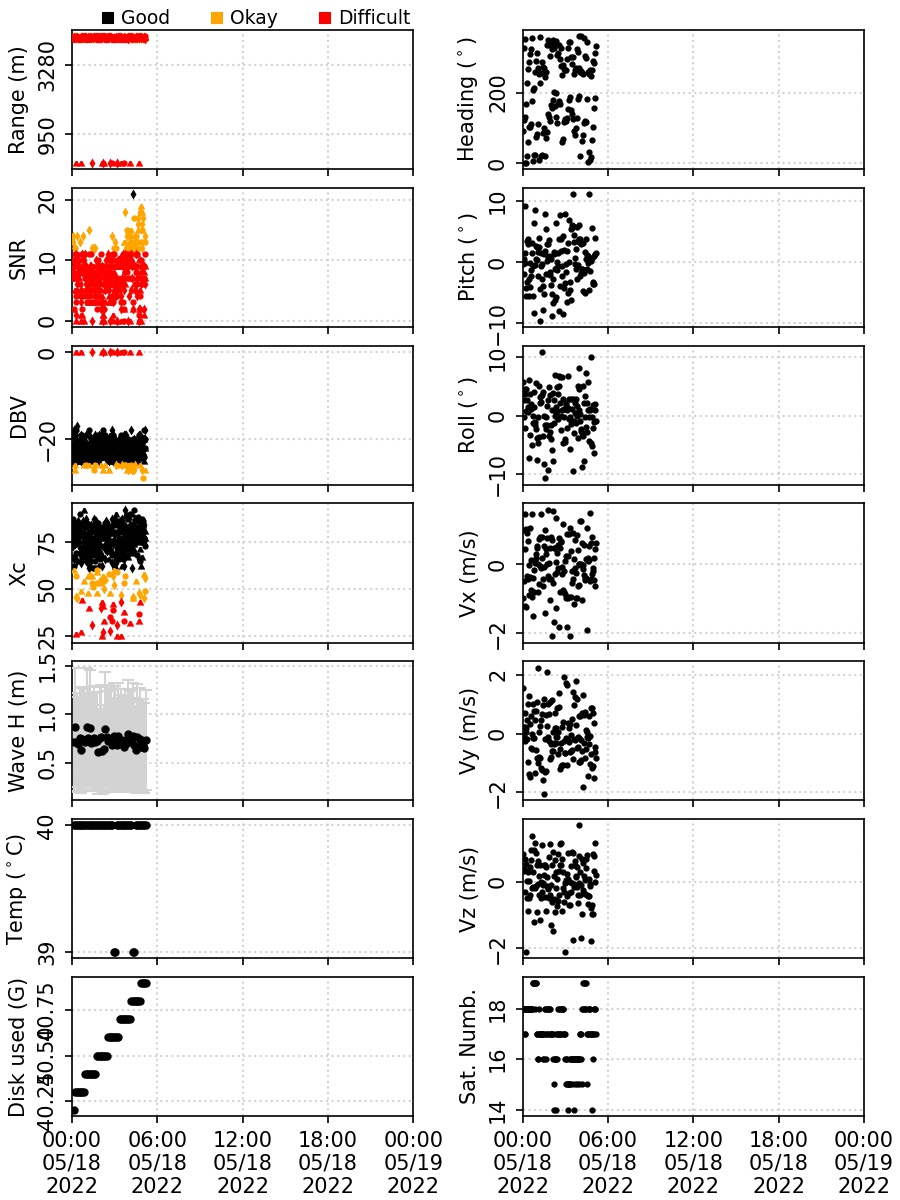 Good Okay Difficult
Range (m)
3280
950
Heading (°)
200
0
SNR
20
10
0
Pitch (°)
10
0
−10
DBV
0
−20
Roll (°)
10
0
−10
Xc
75
50
25
Vx (m/s)
0
−2
Wave H (m)
1.5
1.0
0.5
Vy (m/s)
2
0
−2
Temp (°C)
40
39
Vz (m/s)
0
−2
Disk used (G)
Sat. Numb.
18
16
14
00:00 06:00 12:00 18:00 00:00 00:00 06:00 12:00 18:00 00:00
05/18 05/18 05/18 05/18 05/19 05/18 05/18 05/18 05/18 05/19
2022 2022 2022 2022 2022 2022 2022 2022 2022 2022